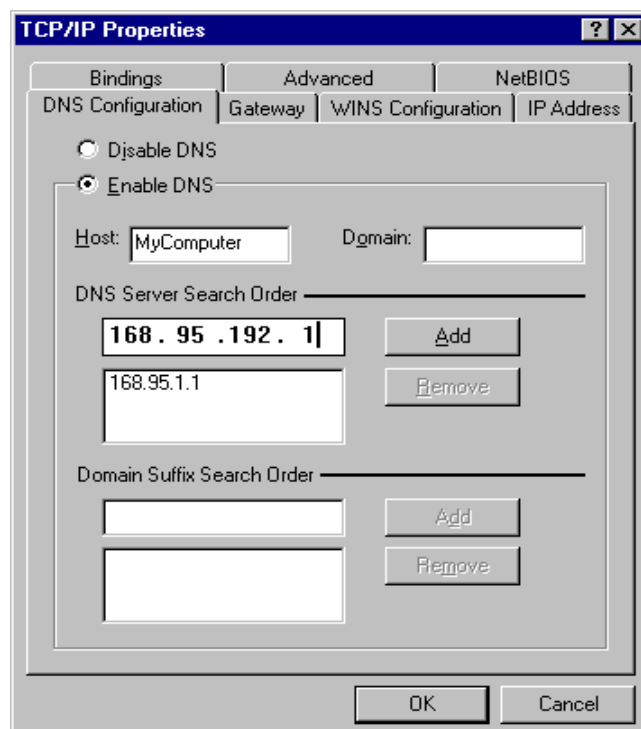 TCP/IP Properties
Bindings
Advanced
NetBIOS
DNS Configuration
Gateway
WINS Configuration
IP Address
Disable DNS
Enable DNS
Host:
MyComputer
Domain:
DNS Server Search Order
168. 95 .192. 1
Add
168.95.1.1
Remove
Domain Suffix Search Order
Add
Remove
OK
Cancel